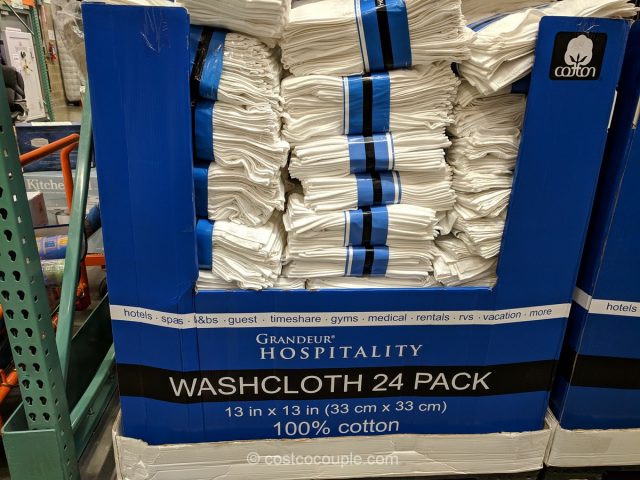 cotton
Kitchen
hotels · spas · b&bs · guest · timeshare · gyms · medical · rentals · rvs · vacation · more
hotels ·
GRANDEUR®
HOSPITALITY
WASHCLOTH 24 PACK
13 in x 13 in (33 cm x 33 cm)
100% cotton
© costcocouple.com